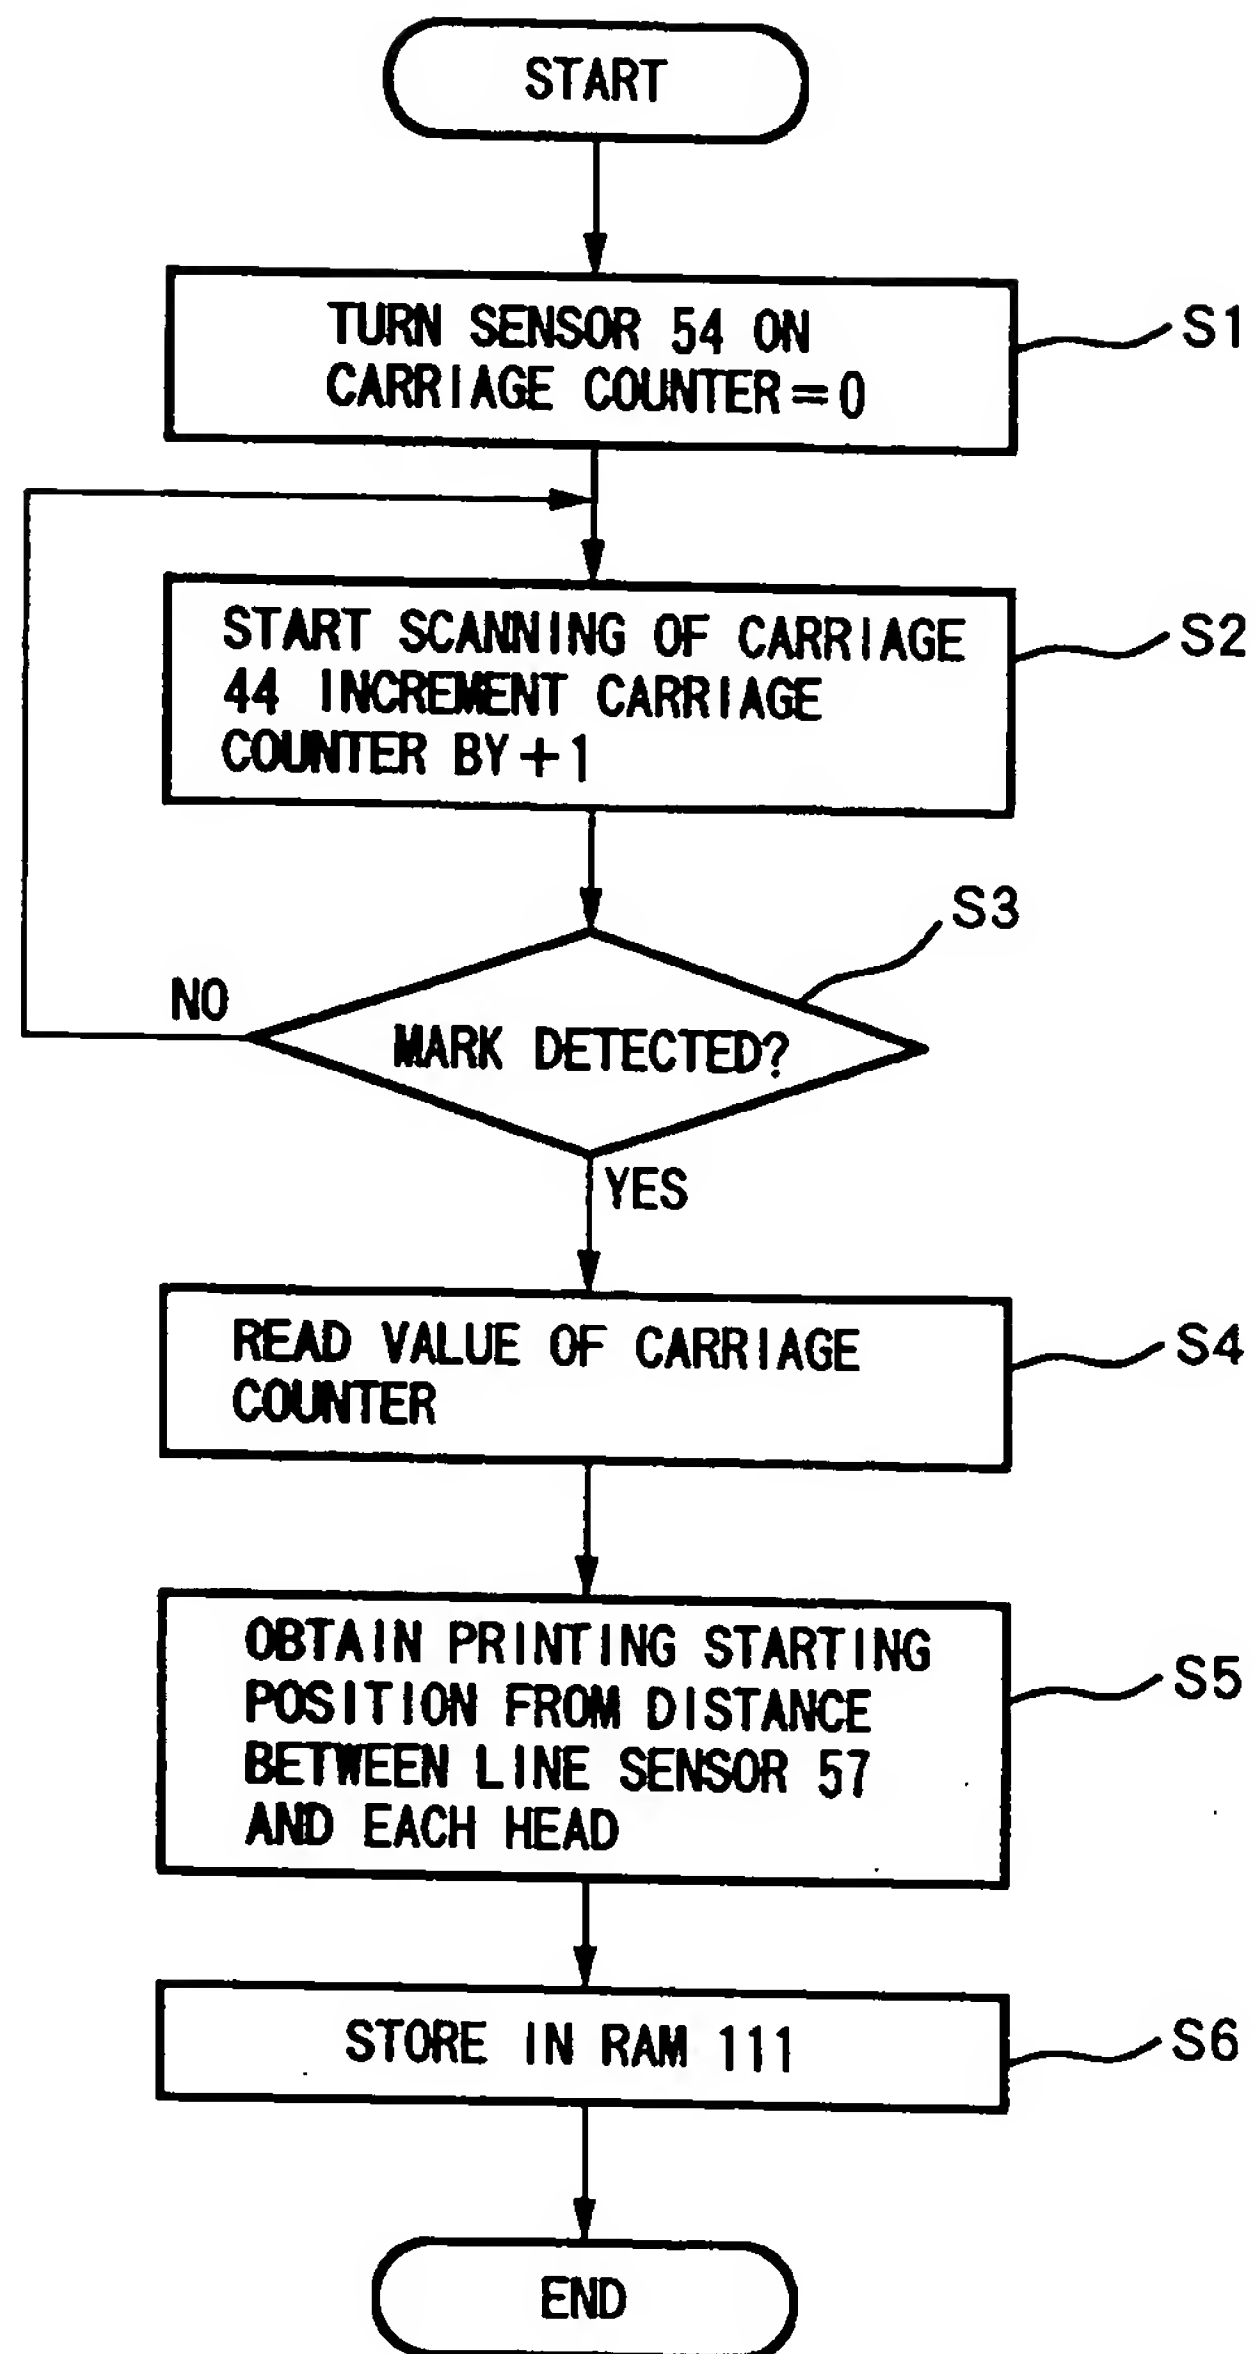 START
TURN SENSOR 54 ON
CARRIAGE COUNTER=0
S1
START SCANNING OF CARRIAGE
44 INCREMENT CARRIAGE
COUNTER BY+1
S2
S3
NO
MARK DETECTED?
YES
READ VALUE OF CARRIAGE
COUNTER
S4
OBTAIN PRINTING STARTING
POSITION FROM DISTANCE
BETWEEN LINE SENSOR 57
AND EACH HEAD
S5
STORE IN RAM 111
S6
END